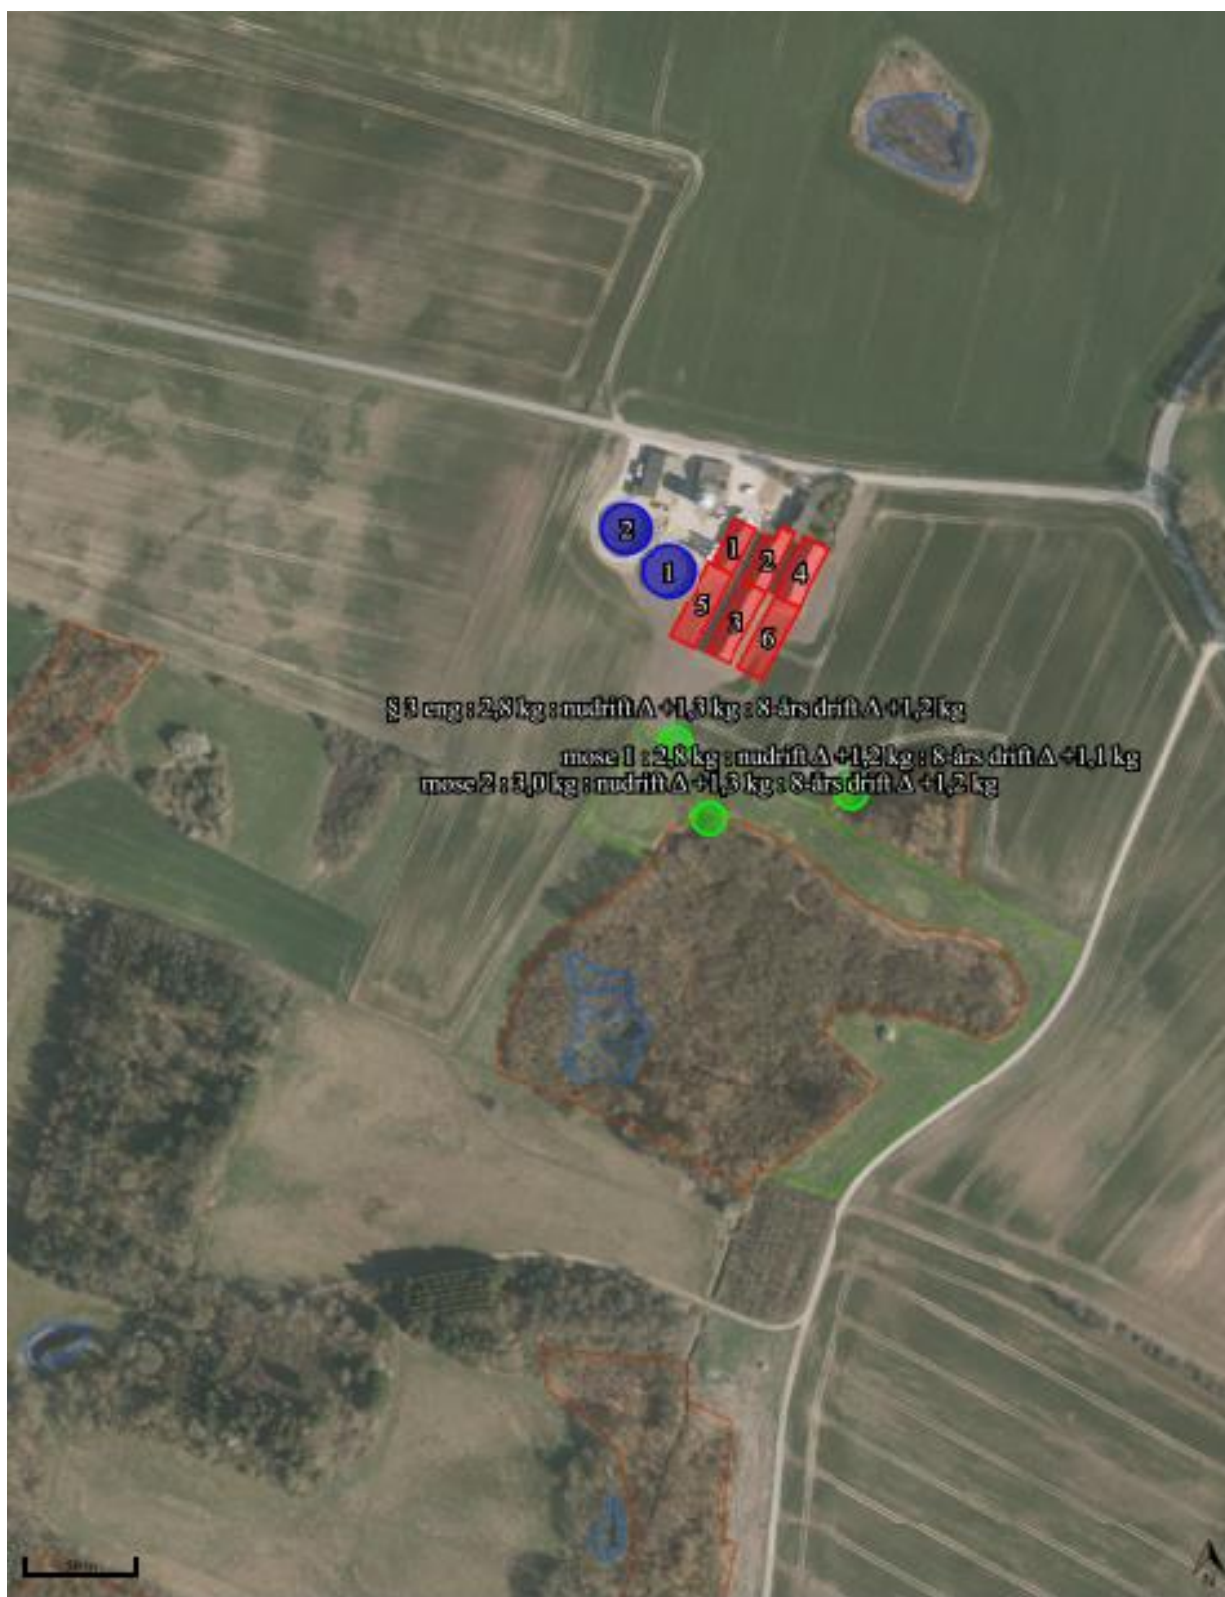 2
1
1
2
4
5
3
6
§ 3 eng : 2,8 kg : nudrift Δ +1,3 kg : 8-års drift Δ +1,2 kg
mose 1 : 2,8 kg : nudrift Δ +1,2 kg : 8-års drift Δ +1,1 kg
mose 2 : 3,0 kg : nudrift Δ +1,3 kg : 8-års drift Δ +1,2 kg
N